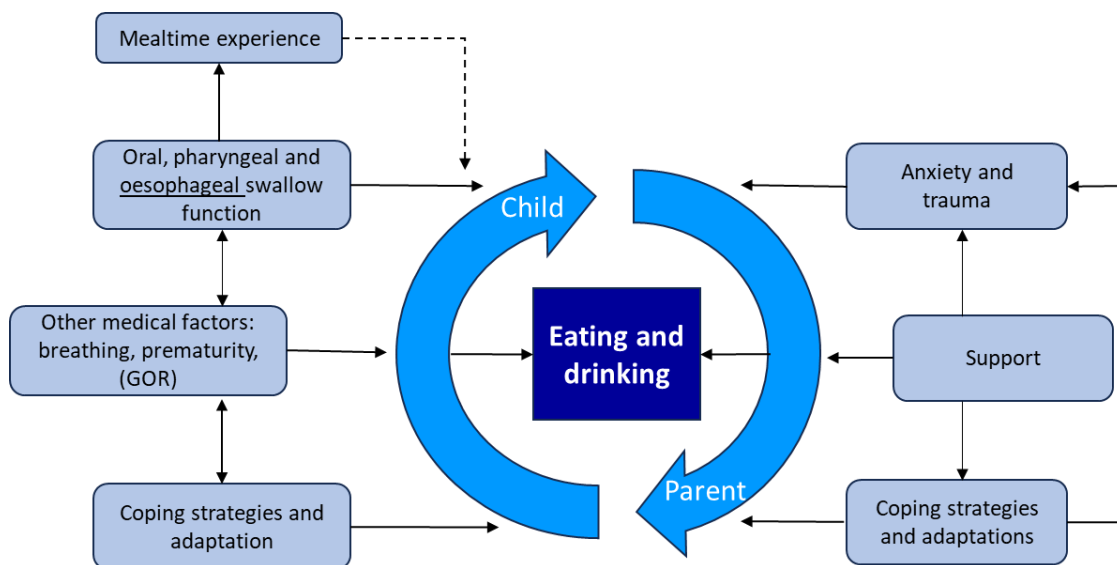 Mealtime experience
Oral, pharyngeal and
oesophageal swallow
function
Other medical factors:
breathing, prematurity,
(GOR)
Coping strategies and
adaptation
Child
Eating and
drinking
Parent
Anxiety and
trauma
Support
Coping strategies
and adaptations